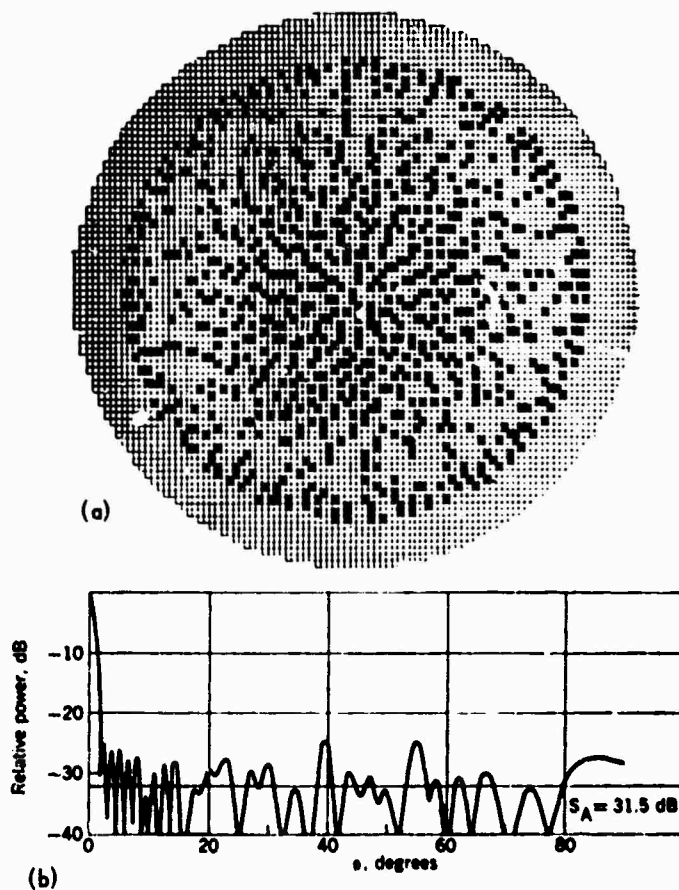 (a)
Relative power, dB
-10
-20
-30
-40
S_A = 31.5 dB
0 20 40 60 80
θ, degrees
(b)